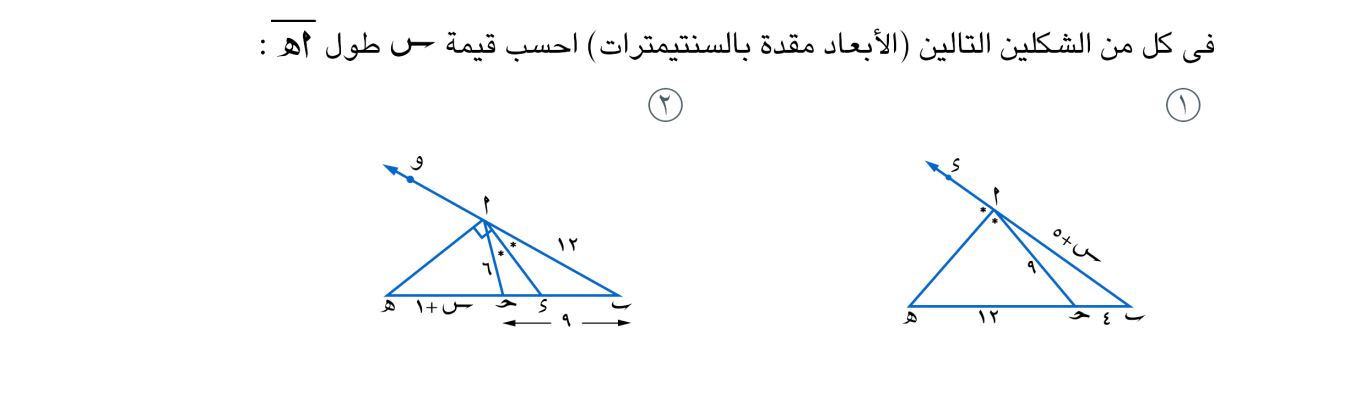 فى كل من الشكلين التالين (الأبعاد مقدة بالسنتيمترات) احسب قيمة س طول اهـ :
١
٢
و
ا
١٢
*
*
٦
هـ
س+١
حـ
ء
ب
٩
ء
ا
*
*
س+٥
٩
هـ
١٢
حـ
٤
ب